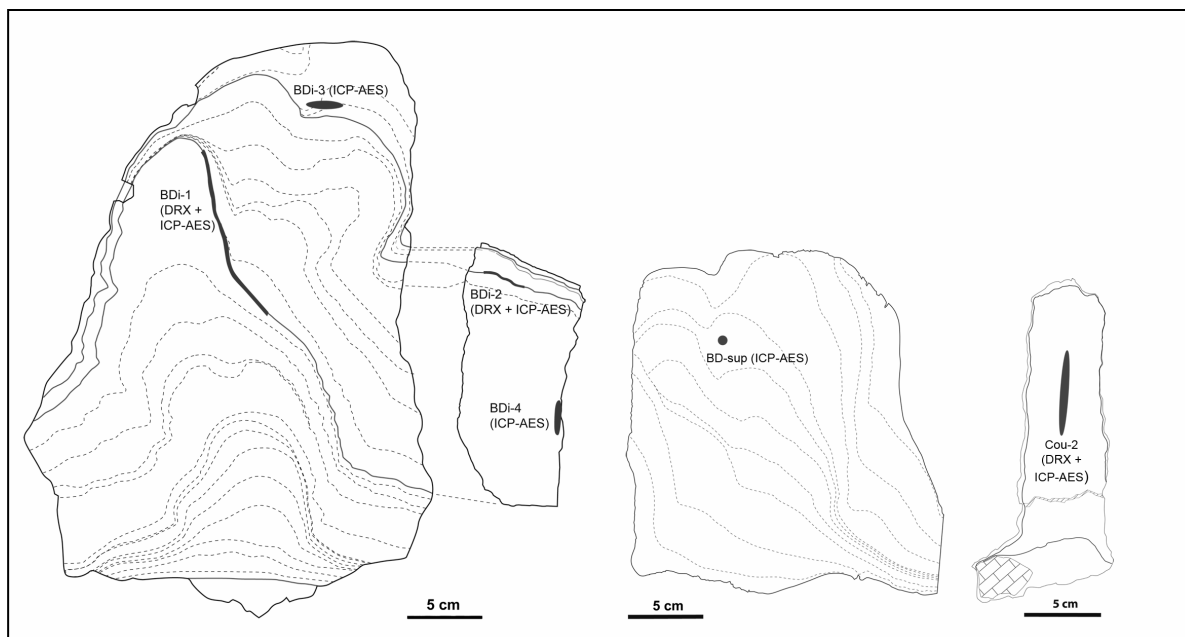 BDi-3 (ICP-AES)
BDi-1
(DRX +
ICP-AES)
BDi-2
(DRX + ICP-AES)
BDi-4
(ICP-AES)
5 cm
BD-sup (ICP-AES)
5 cm
Cou-2
(DRX +
ICP-AES)
5 cm